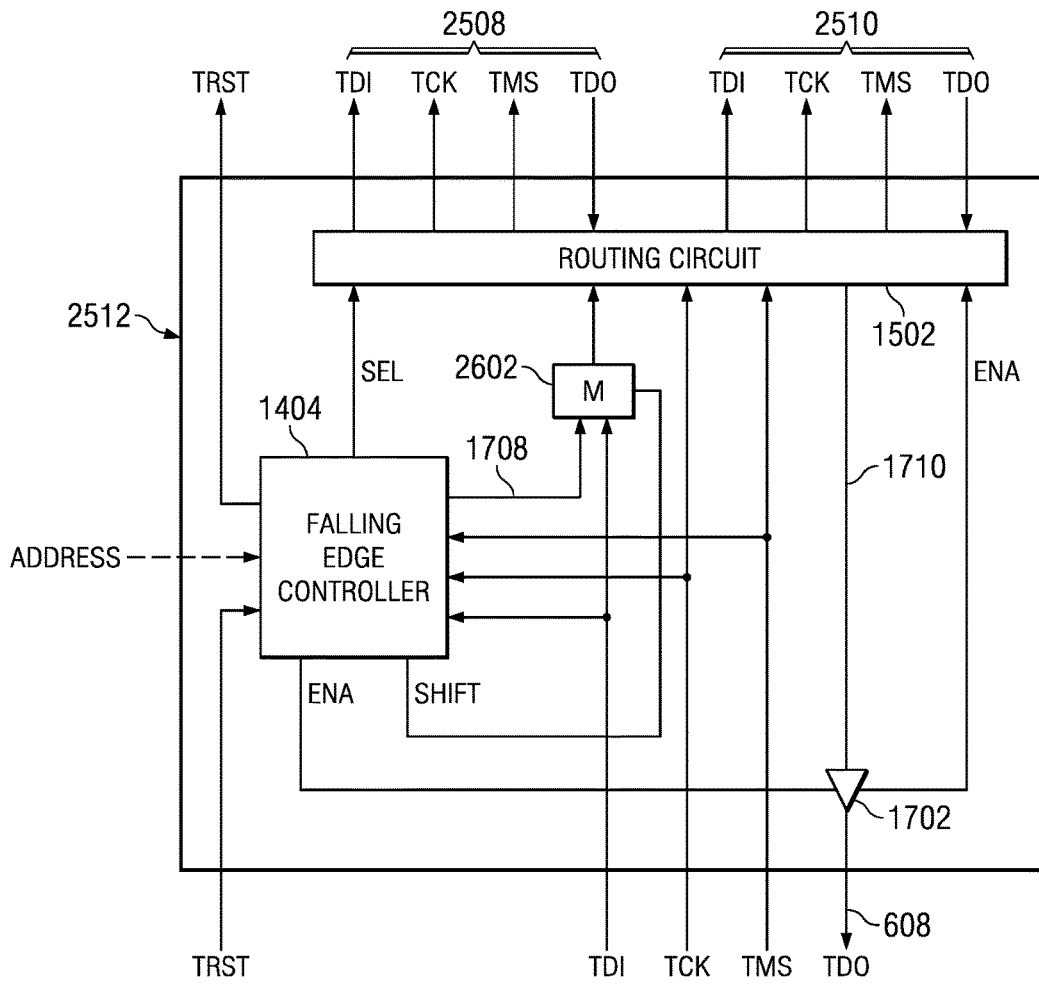 2508 2510
TRST TDI TCK TMS TDO TDI TCK TMS TDO
ROUTING CIRCUIT
2512
1502
SEL 2602 M ENA
1404
1708 1710
FALLING
EDGE
CONTROLLER
ADDRESS
ENA SHIFT
1702
608
TRST TDI TCK TMS TDO